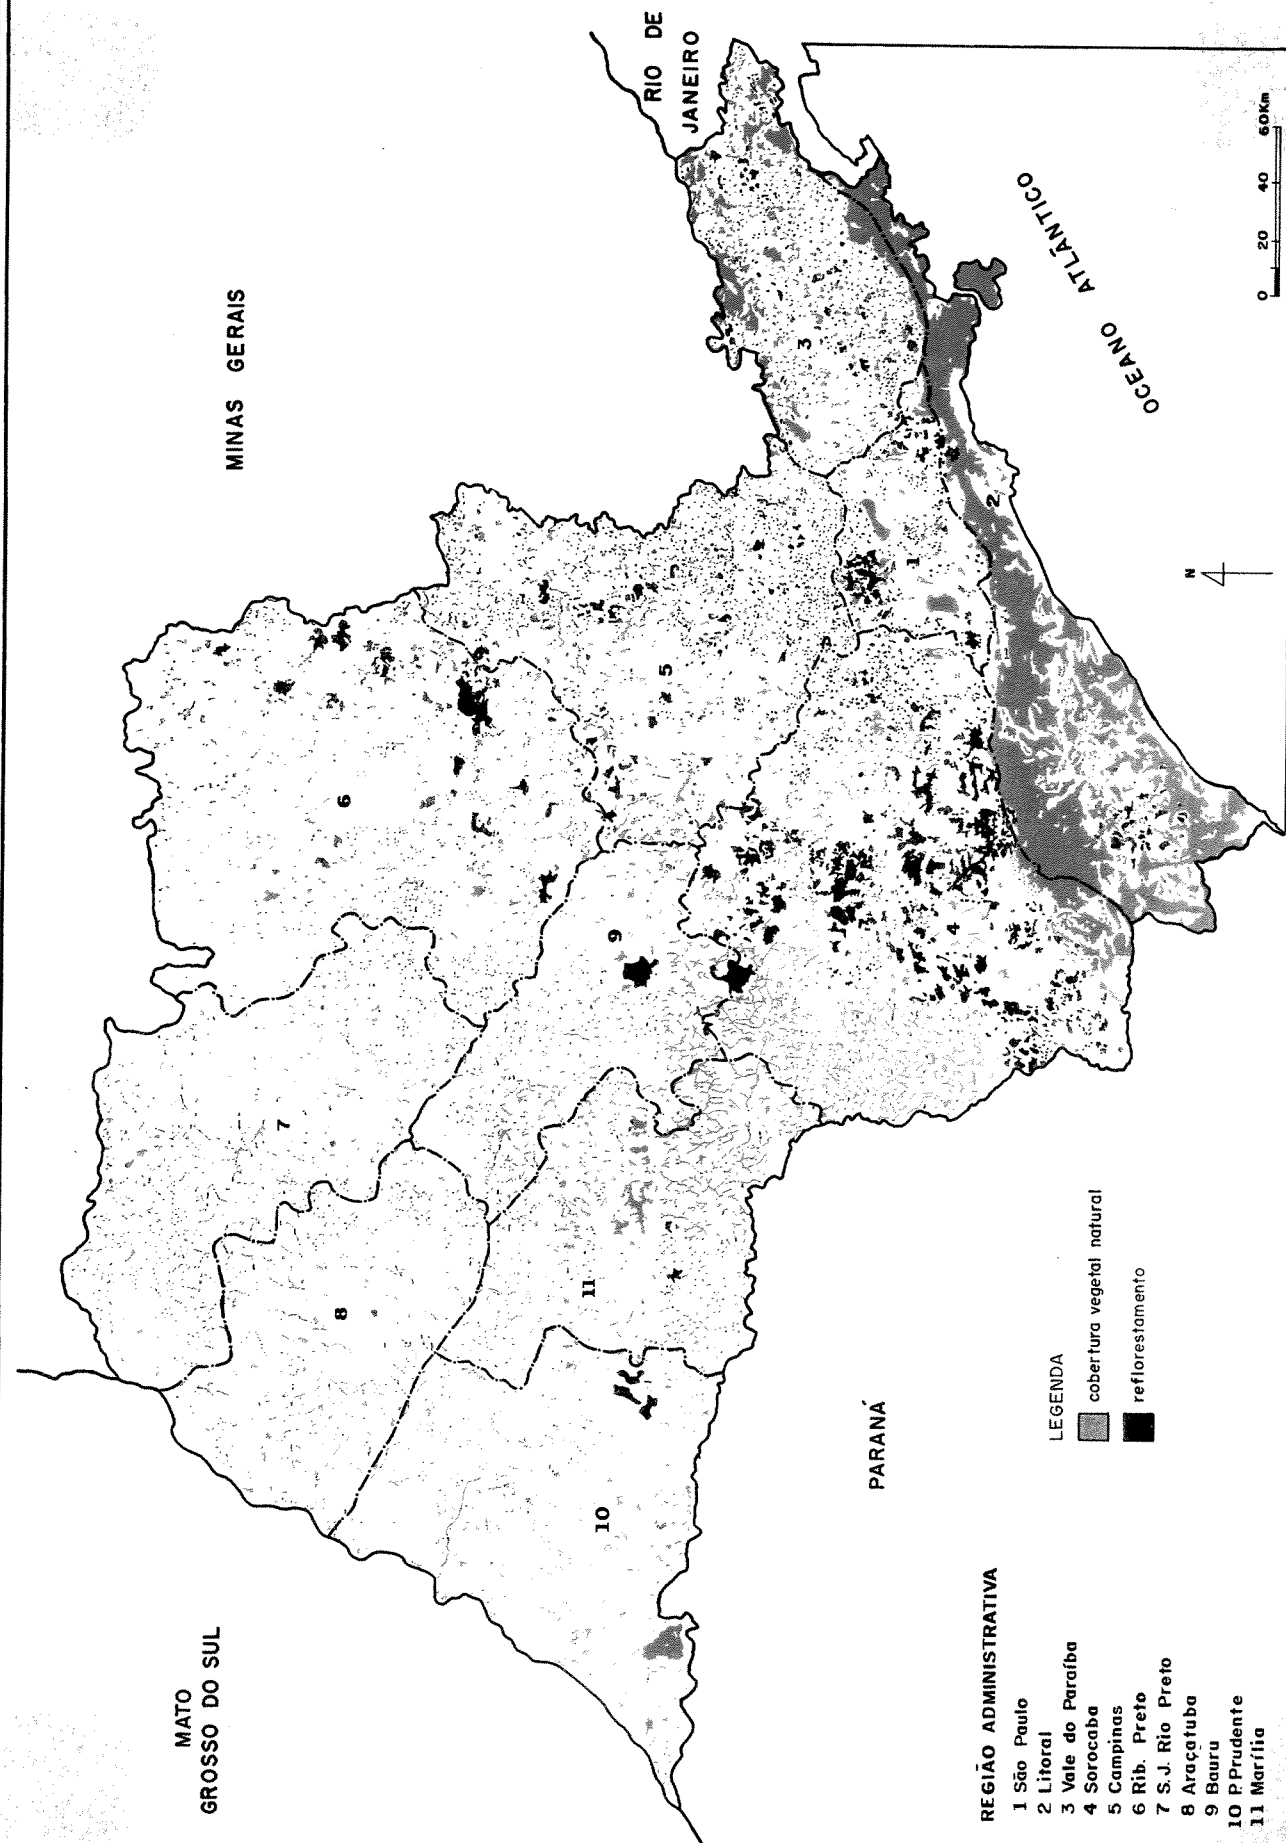 MINAS GERAIS
RIO DE
JANEIRO
MATO
GROSSO DO SUL
PARANÁ
OCEANO ATLÂNTICO
1
2
3
4
5
6
7
8
9
10
11
N
0 20 40 60Km
LEGENDA
cobertura vegetal natural
reflorestamento
REGIÃO ADMINISTRATIVA
1 São Paulo
2 Litoral
3 Vale do Paraíba
4 Sorocaba
5 Campinas
6 Rib. Preto
7 S.J. Rio Preto
8 Araçatuba
9 Bauru
10 P. Prudente
11 Marília